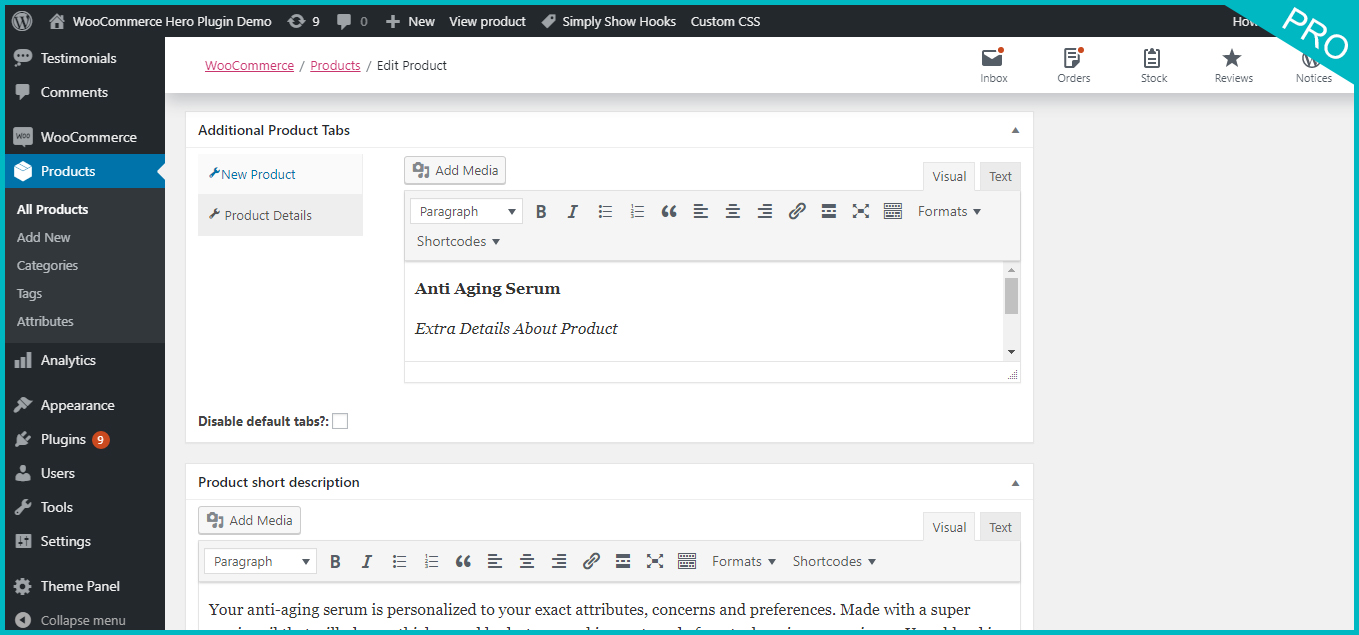 WooCommerce Hero Plugin Demo 9 0 New View product Simply Show Hooks Custom CSS
PRO
Testimonials
Comments
WooCommerce
Products
All Products
Add New
Categories
Tags
Attributes
Analytics
Appearance
Plugins 9
Users
Tools
Settings
Theme Panel
Collapse menu
WooCommerce / Products / Edit Product
Inbox
Orders
Stock
Reviews
Notices
Additional Product Tabs
New Product
Product Details
Add Media
Visual Text
Paragraph Formats
Shortcodes
Anti Aging Serum
Extra Details About Product
Disable default tabs?:
Product short description
Add Media
Visual Text
Paragraph Formats Shortcodes
Your anti-aging serum is personalized to your exact attributes, concerns and preferences. Made with a super